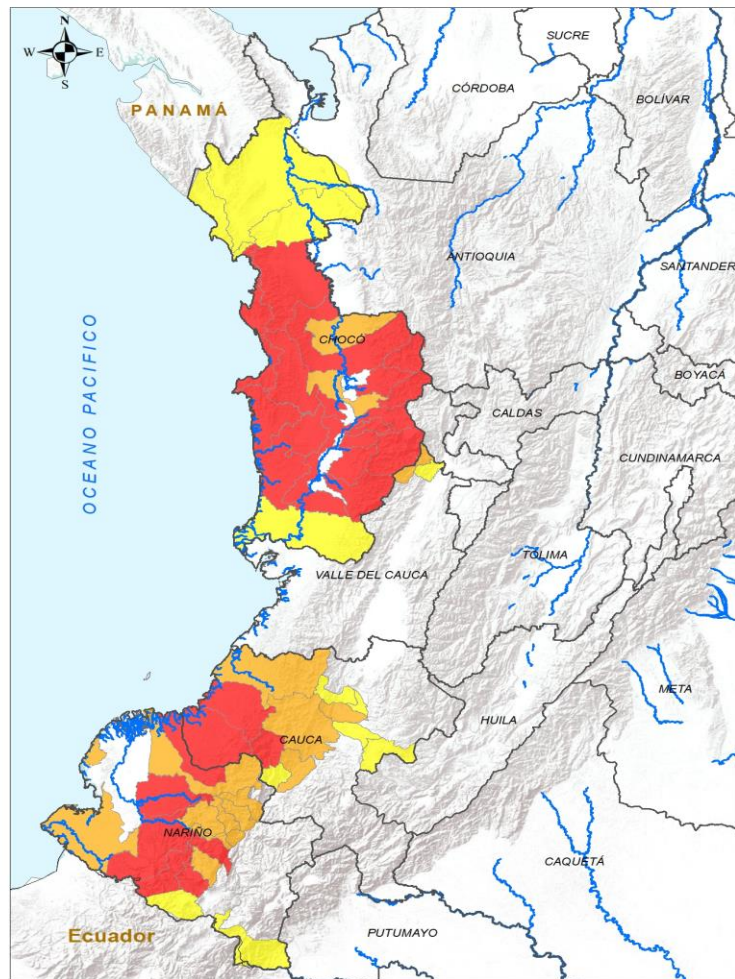 N
W E
S
SUCRE
CÓRDOBA
BOLÍVAR
PANAMÁ
ANTIOQUIA
SANTANDER
OCEANO PACIFICO
CHOCÓ
BOYACÁ
CALDAS
CUNDINAMARCA
TOLIMA
VALLE DEL CAUCA
META
HUILA
CAUCA
NARIÑO
CAQUETÁ
Ecuador
PUTUMAYO